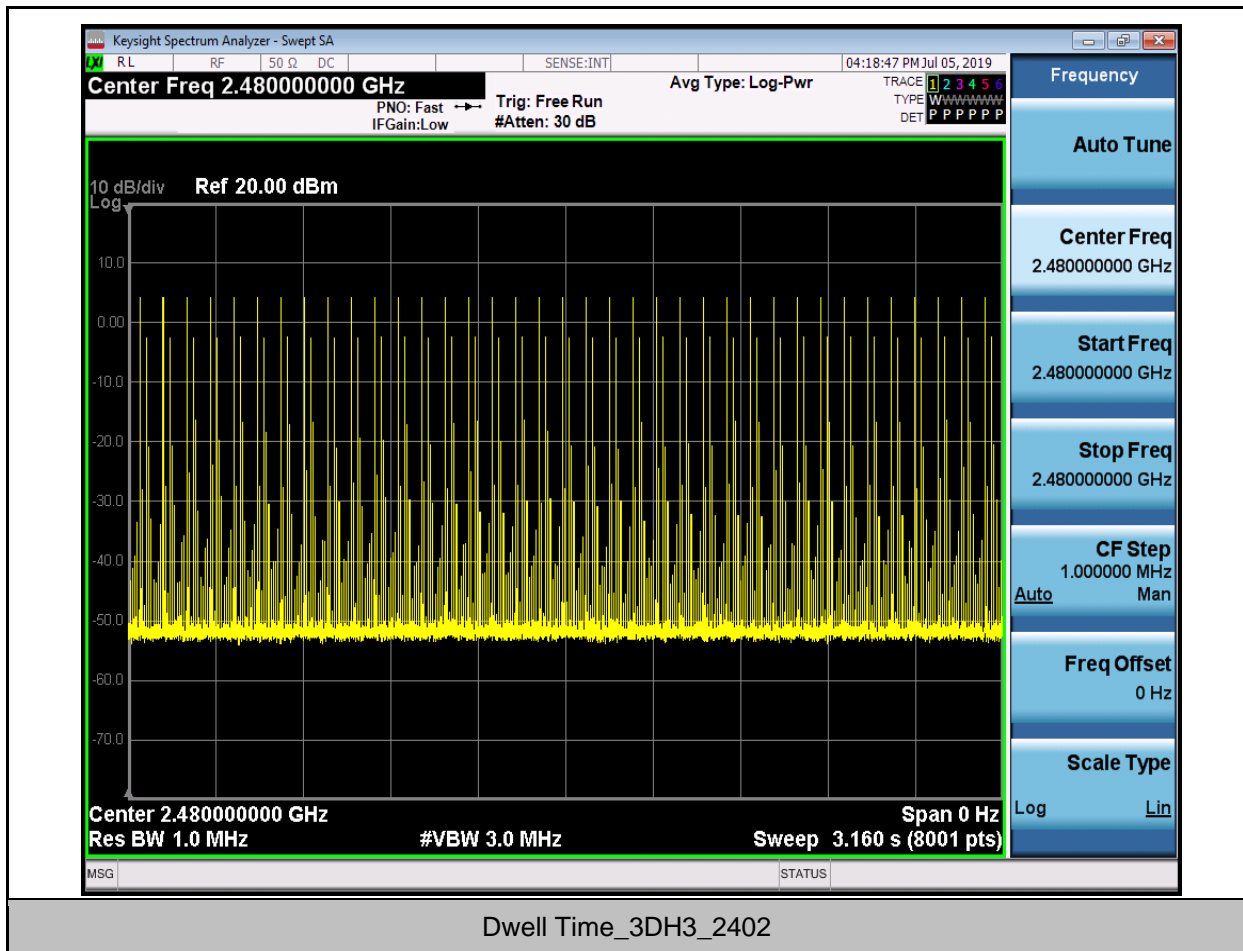 Keysight Spectrum Analyzer - Swept SA
LXI RL RF 50 Ω DC SENSE:INT 04:18:47 PM Jul 05, 2019
Center Freq 2.480000000 GHz
PNO: Fast
IFGain:Low
Trig: Free Run
#Atten: 30 dB
Avg Type: Log-Pwr
TRACE 1 2 3 4 5 6
TYPE WWWWWW
DET P P P P P P
10 dB/div Ref 20.00 dBm
Log
10.0
0.00
-10.0
-20.0
-30.0
-40.0
-50.0
-60.0
-70.0
Center 2.480000000 GHz Span 0 Hz
Res BW 1.0 MHz #VBW 3.0 MHz Sweep 3.160 s (8001 pts)
MSG STATUS
Frequency
Auto Tune
Center Freq
2.480000000 GHz
Start Freq
2.480000000 GHz
Stop Freq
2.480000000 GHz
CF Step
1.000000 MHz
Auto Man
Freq Offset
0 Hz
Scale Type
Log Lin
Dwell Time_3DH3_2402